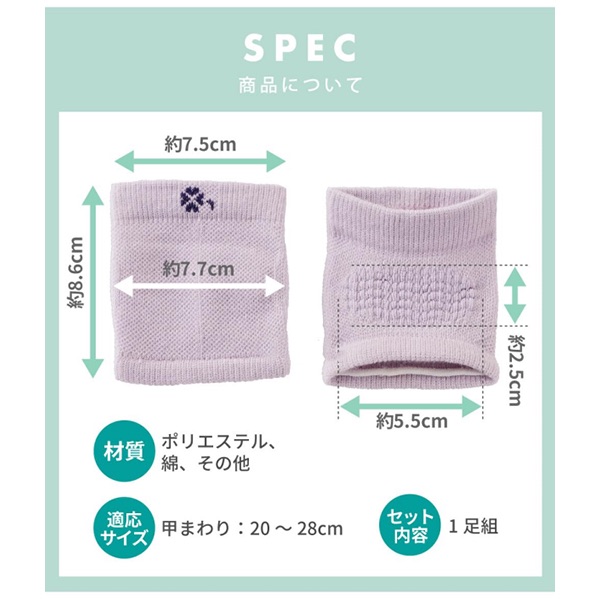 SPEC
商品について
約7.5cm
約8.6cm
約7.7cm
約2.5cm
約5.5cm
材質
ポリエステル、
綿、その他
適応
サイズ
甲まわり：20 〜 28cm
セット
内容
1 足組